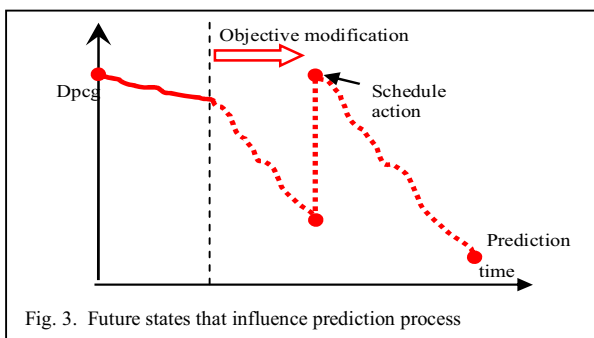 Objective modification
Dpcg
Schedule
action
Prediction
time
Fig. 3. Future states that influence prediction process